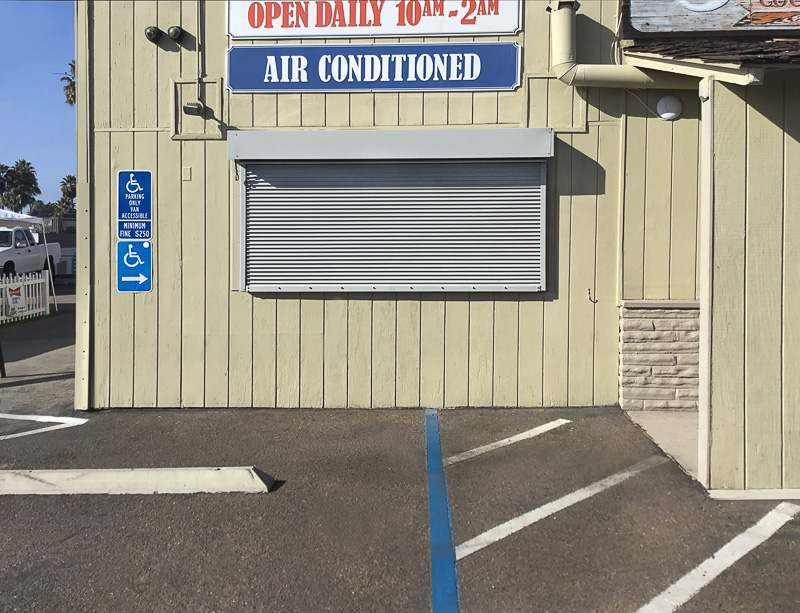 OPEN DAILY 10AM - 2AM
AIR CONDITIONED
PARKING
ONLY
VAN
ACCESSIBLE
MINIMUM
FINE $250